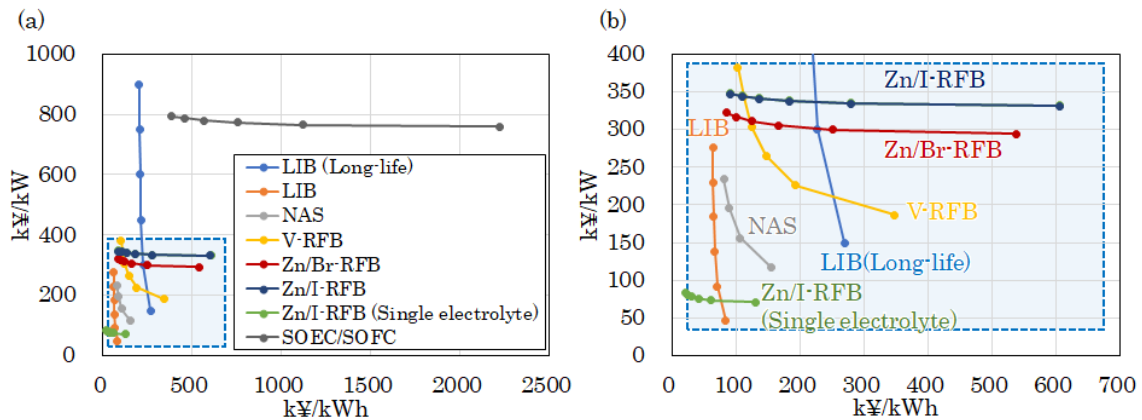 (a)
1000
800
600
400
200
0
k¥/kW
0 500 1000 1500 2000 2500
k¥/kWh
LIB (Long-life)
LIB
NAS
V-RFB
Zn/Br-RFB
Zn/I-RFB
Zn/I-RFB (Single electrolyte)
SOEC/SOFC
(b)
400
350
300
250
200
150
100
50
0
k¥/kW
0 100 200 300 400 500 600 700
k¥/kWh
Zn/I-RFB
LIB
Zn/Br-RFB
V-RFB
NAS
LIB(Long-life)
Zn/I-RFB
(Single electrolyte)